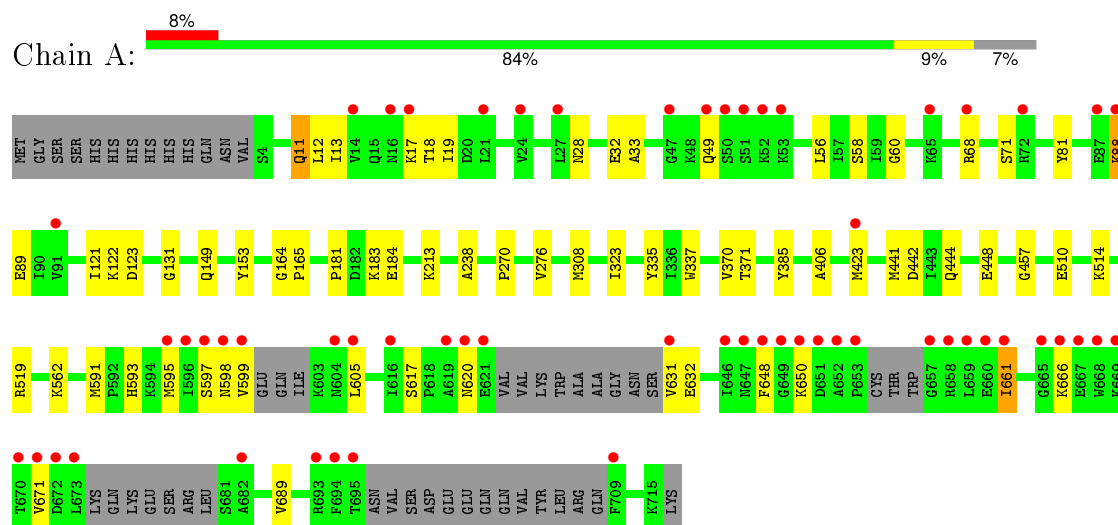 8%
Chain A:
84% 9% 7%
MET GLY SER SER HIS HIS HIS HIS HIS HIS GLN ASN VAL S4 Q11 L12 I13 V14 Q15 N16 K17 T18 I19 D20 L21 V24 L27 N28 E32 A33 G47 K48 Q49 S50 S51 K52 K53 L56 I57 S58 I59 G60 K65 R68 S71 R72 Y81 E87 K88
E89 I90 V91 I121 K122 D123 G131 Q149 Y153 G164 P165 P181 D182 K183 E184 K213 A238 P270 V276 M308 I323 Y335 I336 W337 V370 T371 Y385 A406 M423 M441 D442 I443 Q444 E448 G457 E510 K514
R519 K562 M591 P592 H593 K594 M595 I596 S597 N598 V599 GLU GLN ILE K603 N604 L605 I616 S617 P618 A619 N620 E621 VAL VAL LYS TRP ALA ALA GLY ASN SER V631 E632 I646 N647 F648 G649 K650 D651 A652 P653 CYS THR TRP G657 R658 L659 E660 I661 G665 K666 E667 W668 K669
T670 V671 D672 L673 LYS GLN LYS GLU SER ARG LEU S681 A682 V689 R693 F694 T695 ASN VAL SER ASP GLU GLU GLN GLN VAL TYR LEU ARG GLN F709 K715 LYS